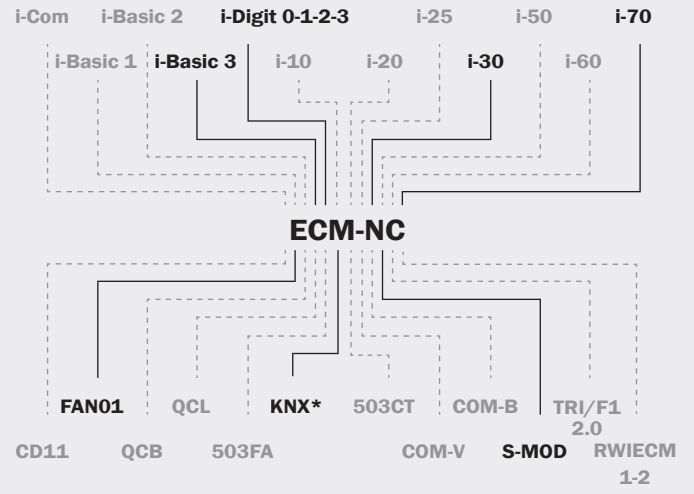 i-Com i-Basic 2 i-Digit 0-1-2-3 i-25 i-50 i-70
i-Basic 1 i-Basic 3 i-10 i-20 i-30 i-60
ECM-NC
FAN01 QCL KNX* 503CT COM-B TRI/F1
2.0
CD11 QCB 503FA COM-V S-MOD RWIECM
1-2